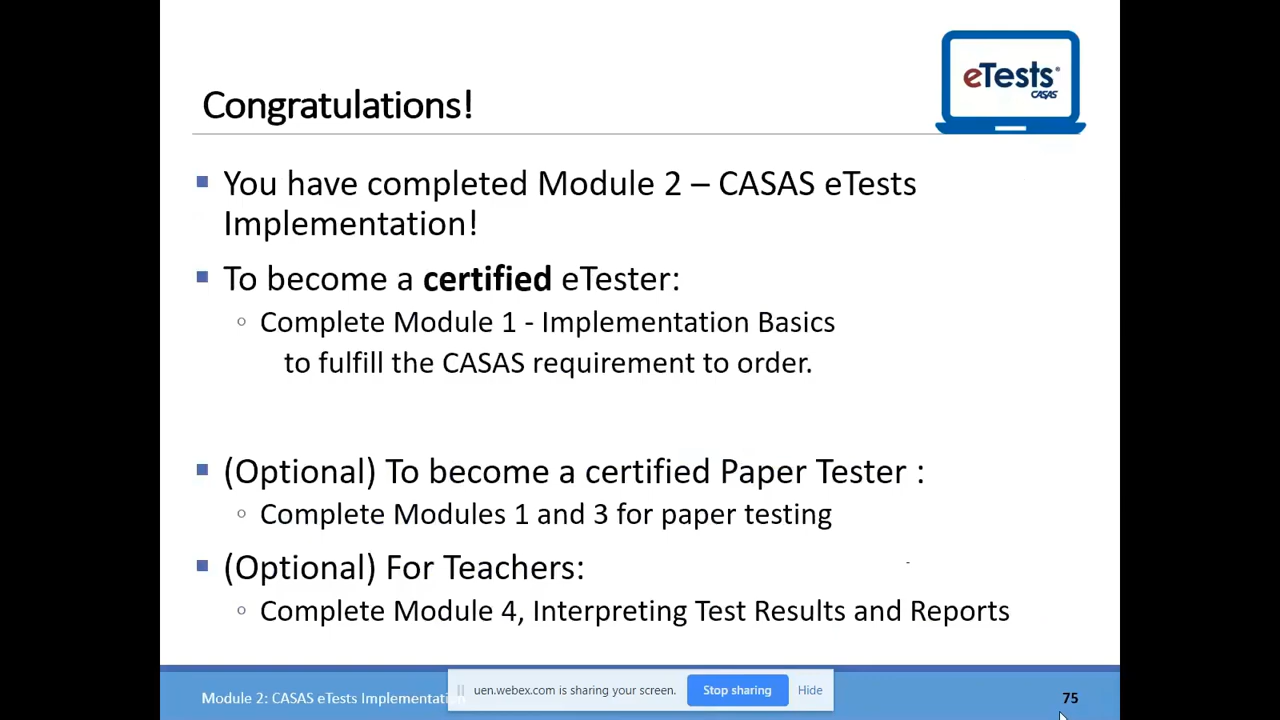 eTests®
CASAS
Congratulations!
▪ You have completed Module 2 – CASAS eTests
Implementation!
▪ To become a certified eTester:
◦ Complete Module 1 - Implementation Basics
to fulfill the CASAS requirement to order.
▪ (Optional) To become a certified Paper Tester :
◦ Complete Modules 1 and 3 for paper testing
▪ (Optional) For Teachers:
◦ Complete Module 4, Interpreting Test Results and Reports
Module 2: CASAS eTests Implementation
uen.webex.com is sharing your screen. Stop sharing Hide
75